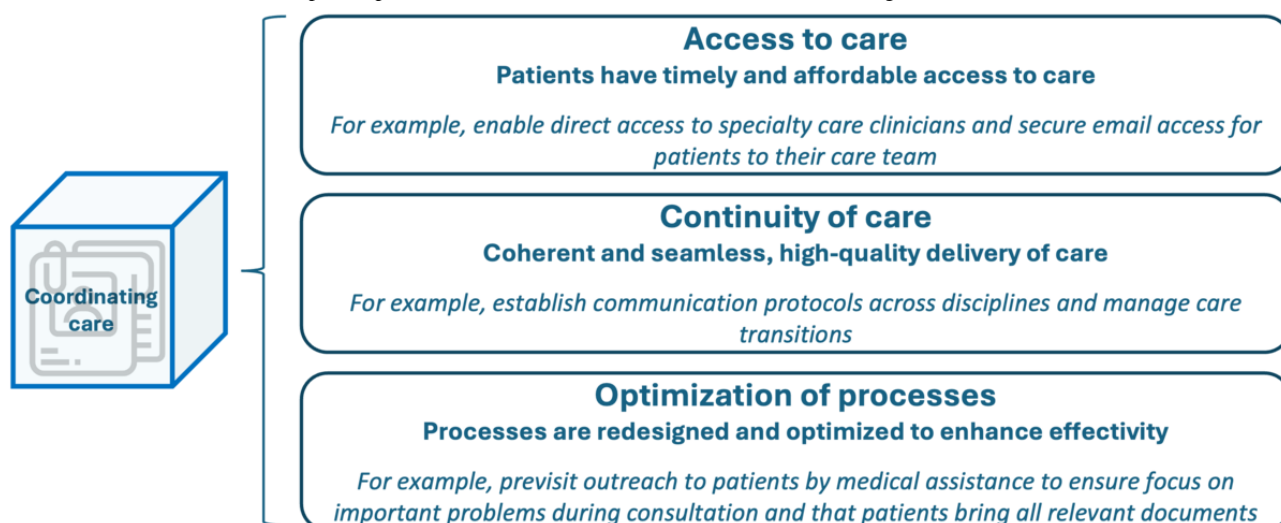 Access to care
Patients have timely and affordable access to care
For example, enable direct access to specialty care clinicians and secure email access for
patients to their care team
Coordinating
care
Continuity of care
Coherent and seamless, high-quality delivery of care
For example, establish communication protocols across disciplines and manage care
transitions
Optimization of processes
Processes are redesigned and optimized to enhance effectivity
For example, previsit outreach to patients by medical assistance to ensure focus on
important problems during consultation and that patients bring all relevant documents